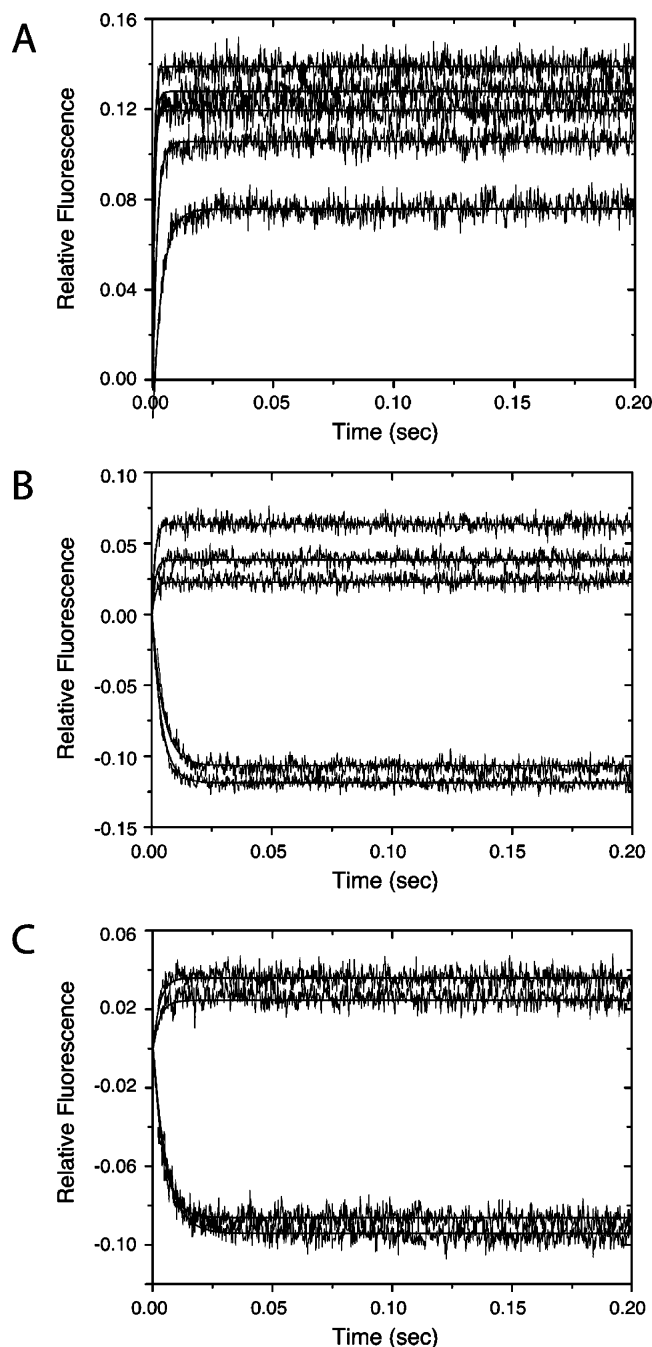 A
0.16
0.12
0.08
0.04
0.00
Relative Fluorescence
0.00 0.05 0.10 0.15 0.20
Time (sec)
B
0.10
0.05
0.00
-0.05
-0.10
-0.15
Relative Fluorescence
0.00 0.05 0.10 0.15 0.20
Time (sec)
C
0.06
0.02
-0.02
-0.06
-0.10
Relative Fluorescence
0.00 0.05 0.10 0.15 0.20
Time (sec)